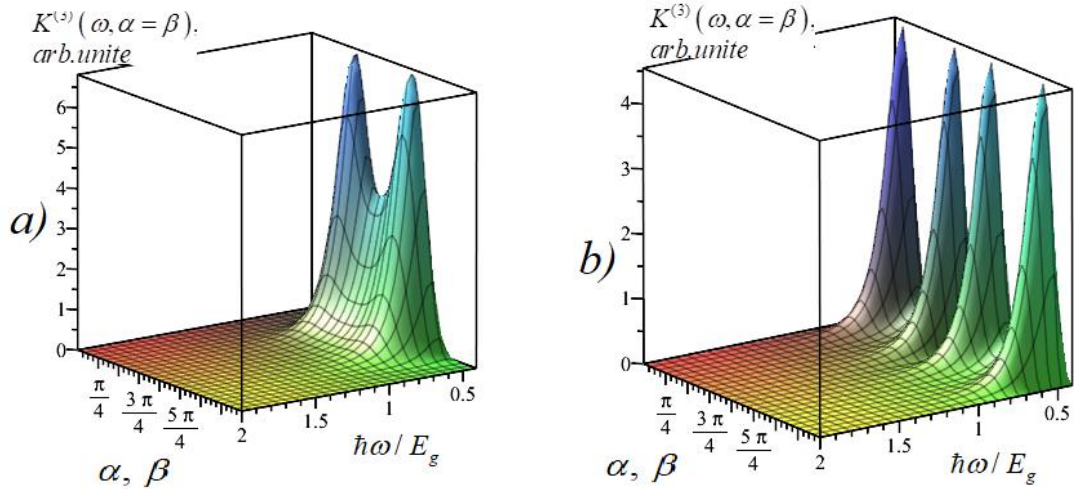 K⁽³⁾(ω, α = β),
arb.unite
a)
6
5
4
3
2
1
0
π/4
3π/4
5π/4
2
1.5
1
0.5
α, β
ħω / E_g
K⁽³⁾(ω, α = β).
arb.unite
b)
4
3
2
1
0
π/4
3π/4
5π/4
2
1.5
1
0.5
α, β
ħω / E_g